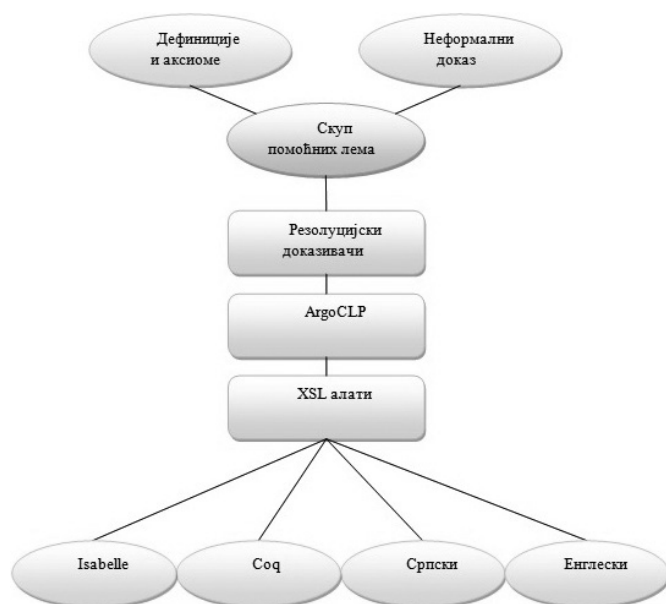 Дефиниције
и аксиоме
Неформални
доказ
Скуп
помоћних лема
Резолуцијски
доказивачи
ArgoCLP
XSL алати
Isabelle
Coq
Српски
Енглески